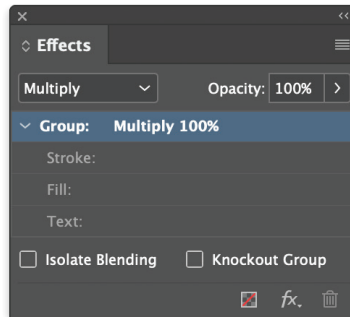 Effects
Multiply Opacity: 100%
Group: Multiply 100%
Stroke:
Fill:
Text:
Isolate Blending Knockout Group
fx.